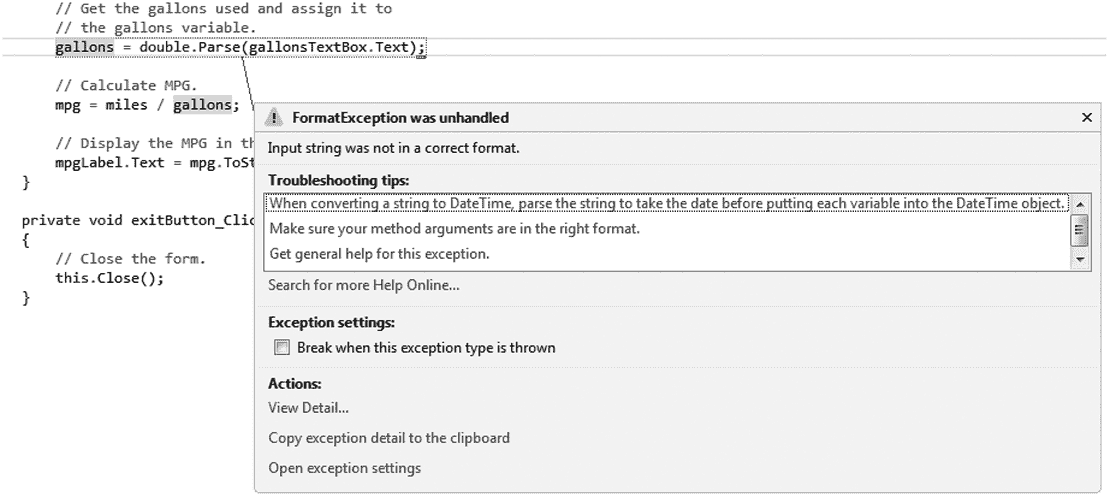 // Get the gallons used and assign it to
// the gallons variable.
gallons = double.Parse(gallonsTextBox.Text);
// Calculate MPG.
mpg = miles / gallons;
// Display the MPG in th
mpgLabel.Text = mpg.ToSt
}
private void exitButton_Clic
{
// Close the form.
this.Close();
}
FormatException was unhandled
Input string was not in a correct format.
Troubleshooting tips:
When converting a string to DateTime, parse the string to take the date before putting each variable into the DateTime object.
Make sure your method arguments are in the right format.
Get general help for this exception.
Search for more Help Online...
Exception settings:
Break when this exception type is thrown
Actions:
View Detail...
Copy exception detail to the clipboard
Open exception settings